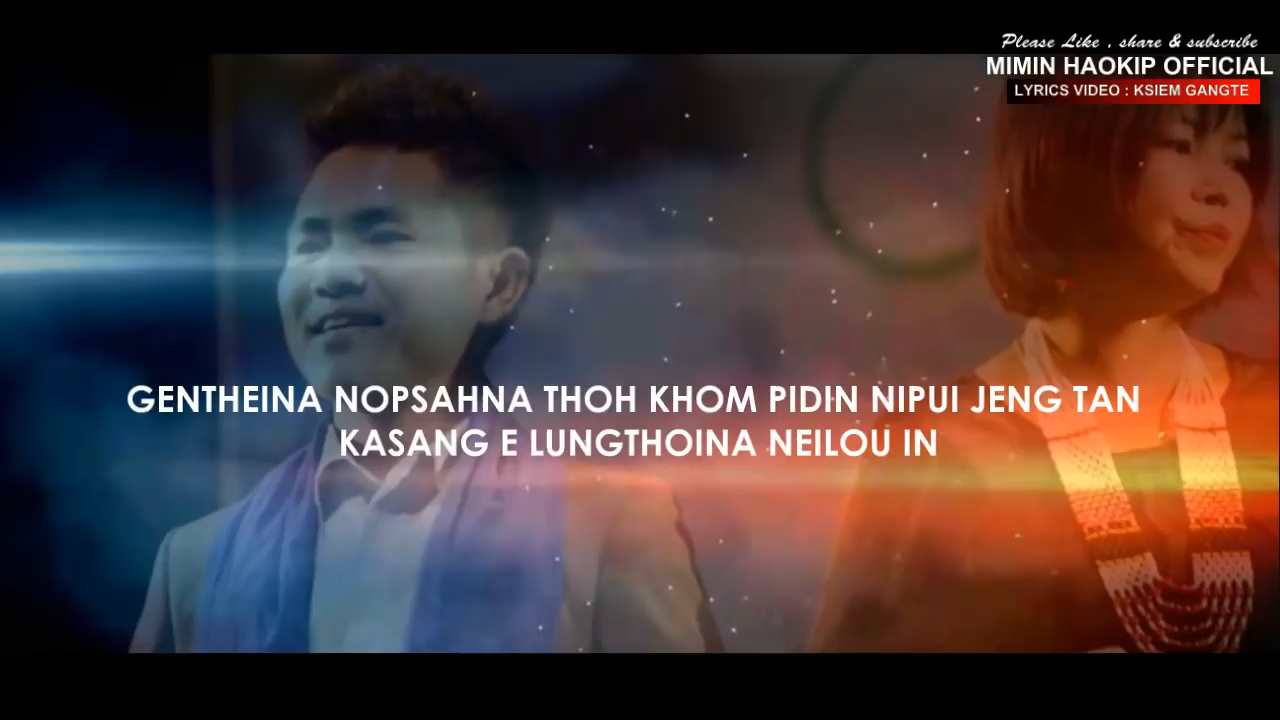 Please Like , share & subscribe
MIMIN HAOKIP OFFICIAL
LYRICS VIDEO : KSIEM GANGTE
GENTHEINA NOPSAHNA THOH KHOM PIDIN NIPUI JENG TAN
KASANG E LUNGTHOINA NEILOU IN